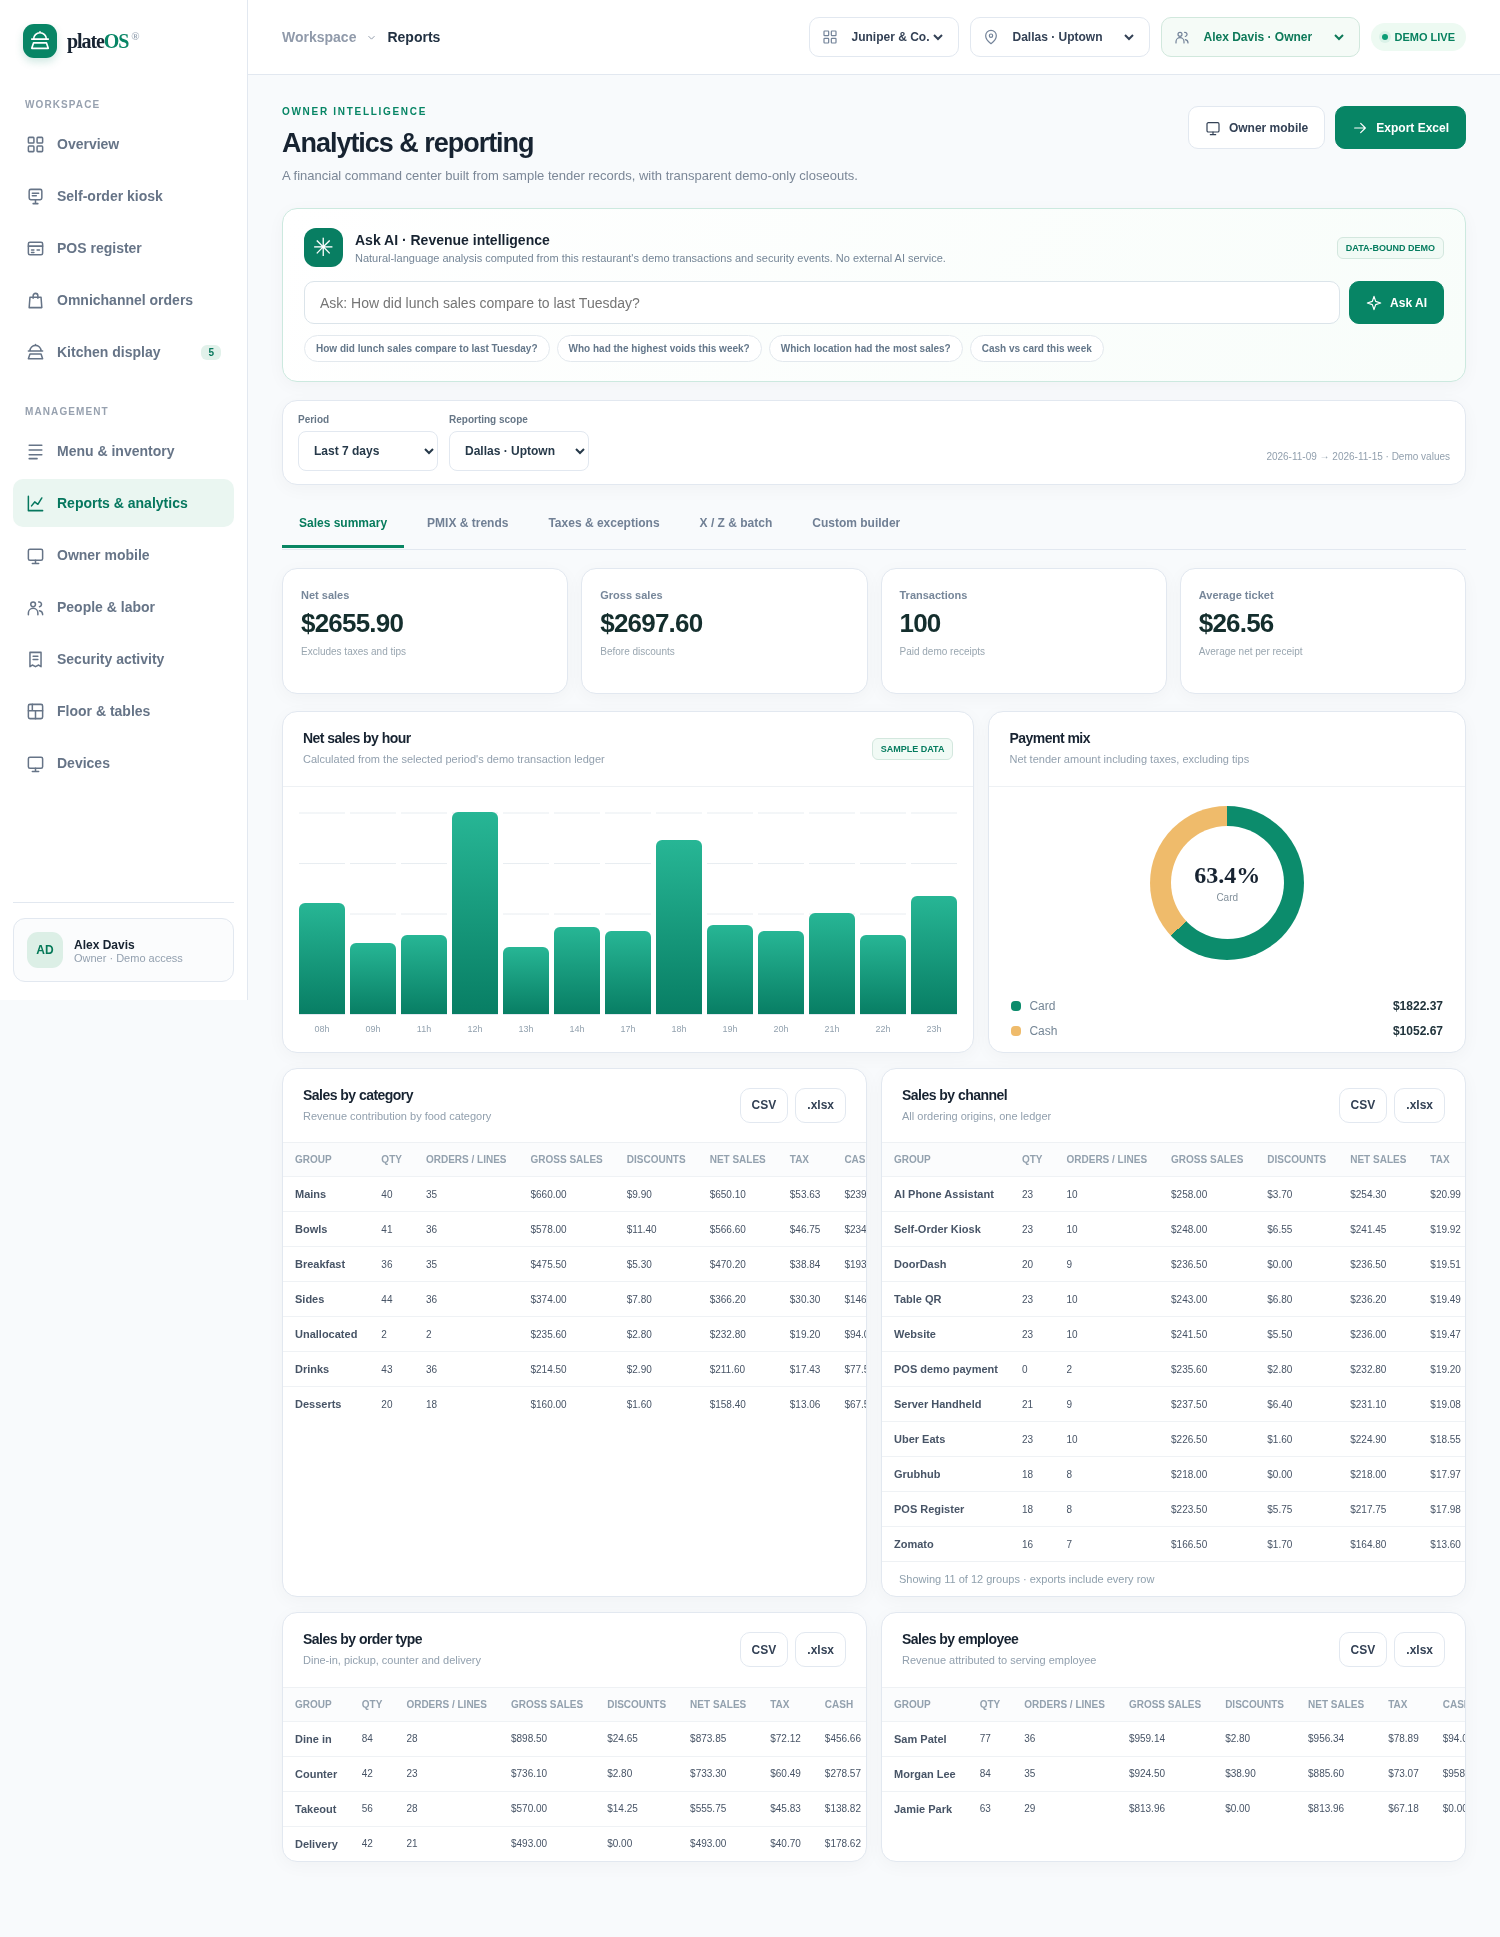 plateOS ®
WORKSPACE
Overview
Self-order kiosk
POS register
Omnichannel orders
Kitchen display 5
MANAGEMENT
Menu & inventory
Reports & analytics
Owner mobile
People & labor
Security activity
Floor & tables
Devices
AD
Alex Davis
Owner · Demo access
Workspace Reports
Juniper & Co.
Dallas · Uptown
Alex Davis · Owner
DEMO LIVE
OWNER INTELLIGENCE
Analytics & reporting
A financial command center built from sample tender records, with transparent demo-only closeouts.
Owner mobile
Export Excel
Ask AI · Revenue intelligence
Natural-language analysis computed from this restaurant's demo transactions and security events. No external AI service.
DATA-BOUND DEMO
Ask: How did lunch sales compare to last Tuesday?
Ask AI
How did lunch sales compare to last Tuesday?
Who had the highest voids this week?
Which location had the most sales?
Cash vs card this week
Period
Last 7 days
Reporting scope
Dallas · Uptown
2026-11-09 → 2026-11-15 · Demo values
Sales summary
PMIX & trends
Taxes & exceptions
X / Z & batch
Custom builder
Net sales
$2655.90
Excludes taxes and tips
Gross sales
$2697.60
Before discounts
Transactions
100
Paid demo receipts
Average ticket
$26.56
Average net per receipt
Net sales by hour
Calculated from the selected period's demo transaction ledger
SAMPLE DATA
08h 09h 11h 12h 13h 14h 17h 18h 19h 20h 21h 22h 23h
Payment mix
Net tender amount including taxes, excluding tips
63.4%
Card
Card $1822.37
Cash $1052.67
Sales by category
Revenue contribution by food category
CSV .xlsx
GROUP QTY ORDERS / LINES GROSS SALES DISCOUNTS NET SALES TAX CAS
Mains 40 35 $660.00 $9.90 $650.10 $53.63 $239
Bowls 41 36 $578.00 $11.40 $566.60 $46.75 $234
Breakfast 36 35 $475.50 $5.30 $470.20 $38.84 $193
Sides 44 36 $374.00 $7.80 $366.20 $30.30 $146
Unallocated 2 2 $235.60 $2.80 $232.80 $19.20 $94.0
Drinks 43 36 $214.50 $2.90 $211.60 $17.43 $77.5
Desserts 20 18 $160.00 $1.60 $158.40 $13.06 $67.5
Sales by channel
All ordering origins, one ledger
CSV .xlsx
GROUP QTY ORDERS / LINES GROSS SALES DISCOUNTS NET SALES TAX
AI Phone Assistant 23 10 $258.00 $3.70 $254.30 $20.99
Self-Order Kiosk 23 10 $248.00 $6.55 $241.45 $19.92
DoorDash 20 9 $236.50 $0.00 $236.50 $19.51
Table QR 23 10 $243.00 $6.80 $236.20 $19.49
Website 23 10 $241.50 $5.50 $236.00 $19.47
POS demo payment 0 2 $235.60 $2.80 $232.80 $19.20
Server Handheld 21 9 $237.50 $6.40 $231.10 $19.08
Uber Eats 23 10 $226.50 $1.60 $224.90 $18.55
Grubhub 18 8 $218.00 $0.00 $218.00 $17.97
POS Register 18 8 $223.50 $5.75 $217.75 $17.98
Zomato 16 7 $166.50 $1.70 $164.80 $13.60
Showing 11 of 12 groups · exports include every row
Sales by order type
Dine-in, pickup, counter and delivery
CSV .xlsx
GROUP QTY ORDERS / LINES GROSS SALES DISCOUNTS NET SALES TAX CASH
Dine in 84 28 $898.50 $24.65 $873.85 $72.12 $456.66
Counter 42 23 $736.10 $2.80 $733.30 $60.49 $278.57
Takeout 56 28 $570.00 $14.25 $555.75 $45.83 $138.82
Delivery 42 21 $493.00 $0.00 $493.00 $40.70 $178.62
Sales by employee
Revenue attributed to serving employee
CSV .xlsx
GROUP QTY ORDERS / LINES GROSS SALES DISCOUNTS NET SALES TAX CASH
Sam Patel 77 36 $959.14 $2.80 $956.34 $78.89 $94.0
Morgan Lee 84 35 $924.50 $38.90 $885.60 $73.07 $958
Jamie Park 63 29 $813.96 $0.00 $813.96 $67.18 $0.00